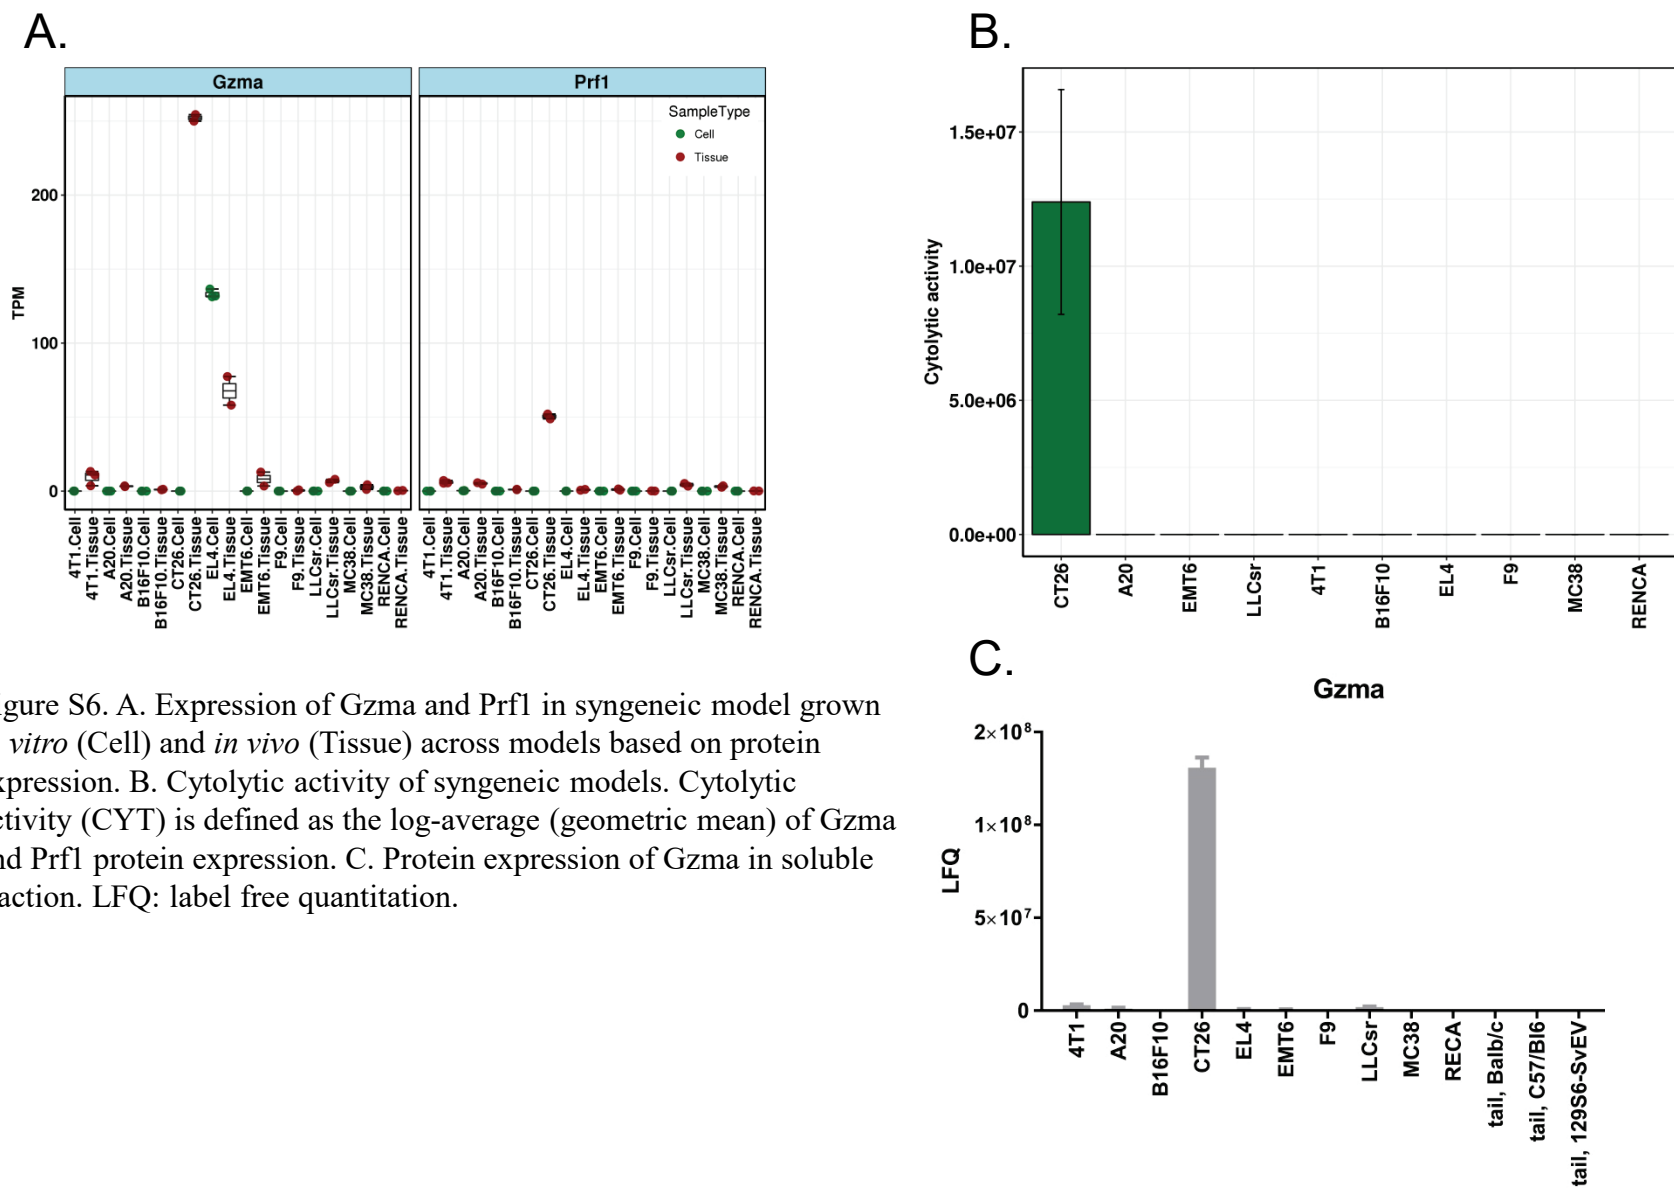 A.
Gzma
Prf1
SampleType
Cell
Tissue
TPM
200
100
0
4T1.Cell
4T1.Tissue
A20.Cell
A20.Tissue
B16F10.Cell
B16F10.Tissue
CT26.Cell
CT26.Tissue
EL4.Cell
EL4.Tissue
EMT6.Cell
EMT6.Tissue
F9.Cell
F9.Tissue
LLCsr.Cell
LLCsr.Tissue
MC38.Cell
MC38.Tissue
RENCA.Cell
RENCA.Tissue
4T1.Cell
4T1.Tissue
A20.Cell
A20.Tissue
B16F10.Cell
B16F10.Tissue
CT26.Cell
CT26.Tissue
EL4.Cell
EL4.Tissue
EMT6.Cell
EMT6.Tissue
F9.Cell
F9.Tissue
LLCsr.Cell
LLCsr.Tissue
MC38.Cell
MC38.Tissue
RENCA.Cell
RENCA.Tissue
B.
Cytolytic activity
1.5e+07
1.0e+07
5.0e+06
0.0e+00
CT26
A20
EMT6
LLCsr
4T1
B16F10
EL4
F9
MC38
RENCA
gure S6. A. Expression of Gzma and Prf1 in syngeneic model grown
vitro (Cell) and in vivo (Tissue) across models based on protein
xpression. B. Cytolytic activity of syngeneic models. Cytolytic
ctivity (CYT) is defined as the log-average (geometric mean) of Gzma
nd Prf1 protein expression. C. Protein expression of Gzma in soluble
action. LFQ: label free quantitation.
C.
Gzma
LFQ
2×10⁸
1×10⁸
5×10⁷
0
4T1
A20
B16F10
CT26
EL4
EMT6
F9
LLCsr
MC38
RECA
tail, Balb/c
tail, C57/Bl6
tail, 129S6-SvEV